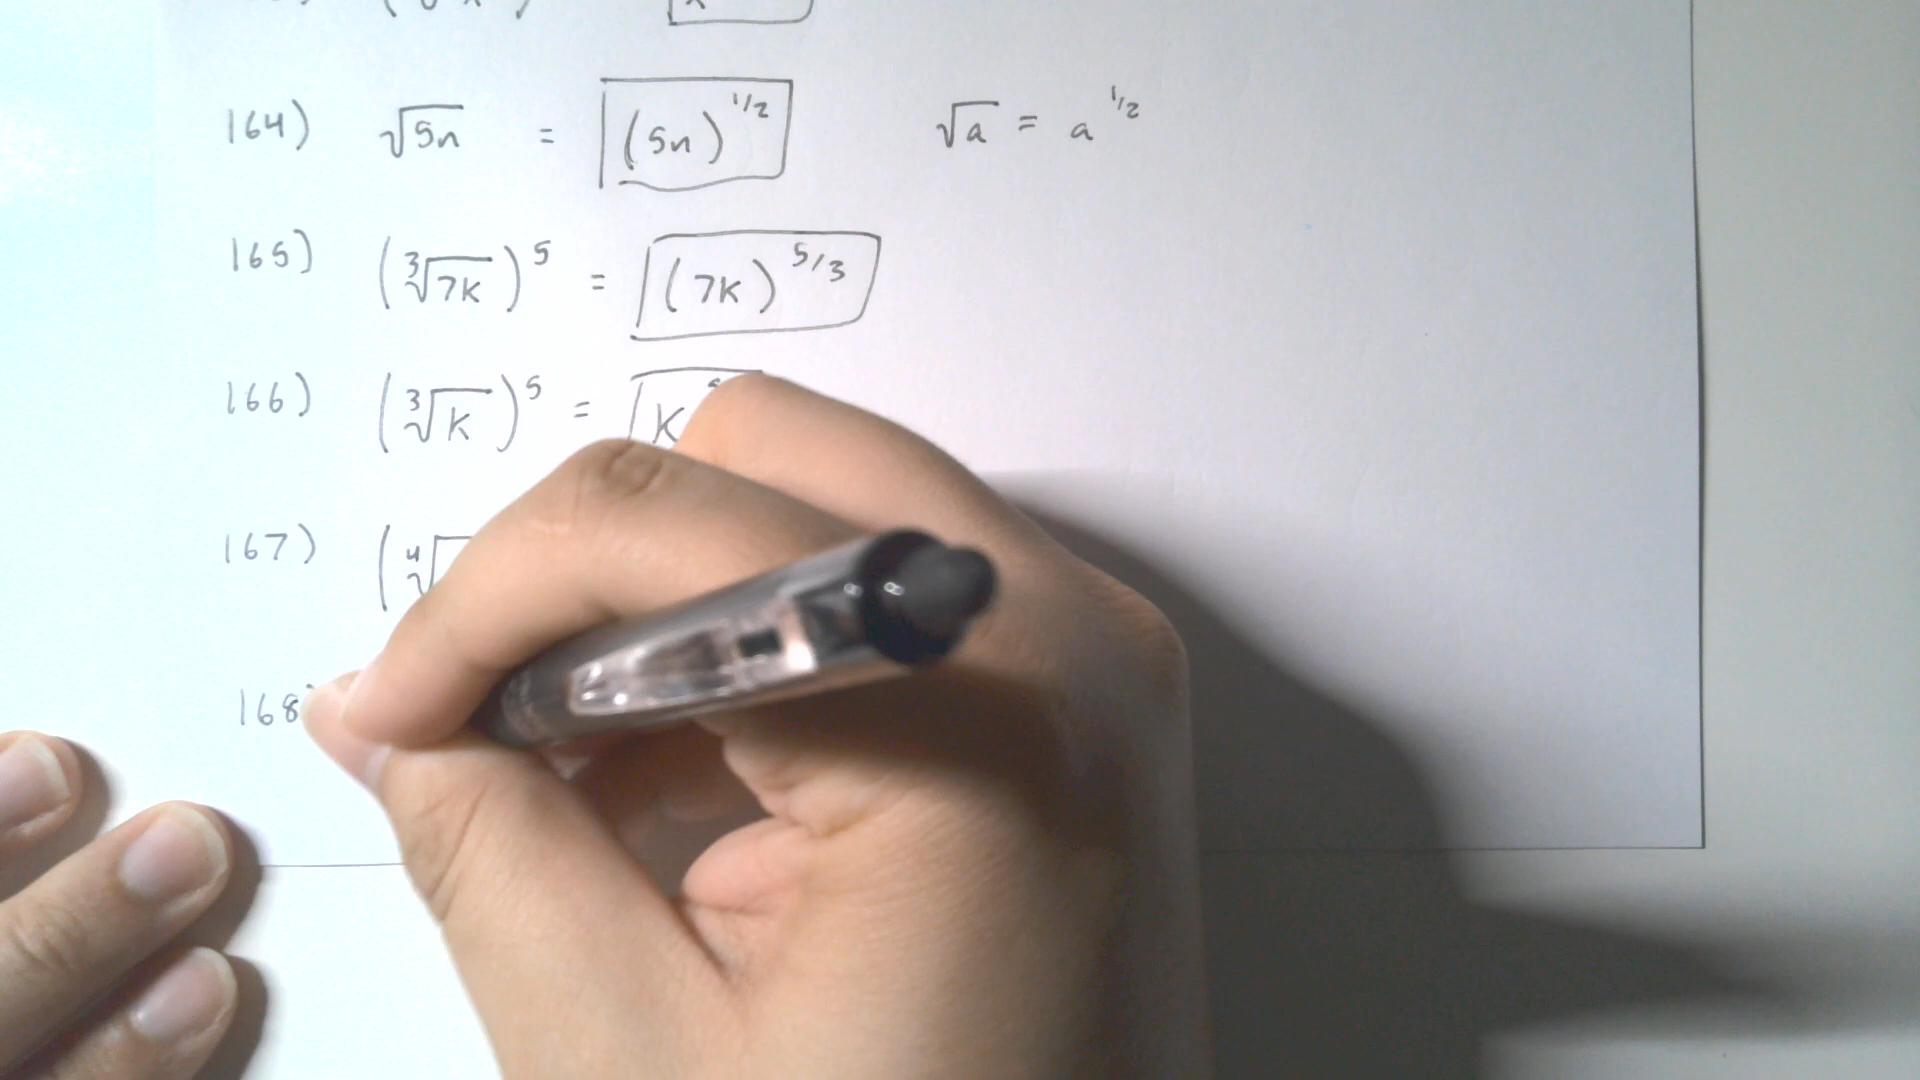 164) √5n = (5n)^1/2 √a = a^1/2
165) (∛7k)^5 = (7k)^5/3
166) (∛k)^5 = k
167) (∜
168